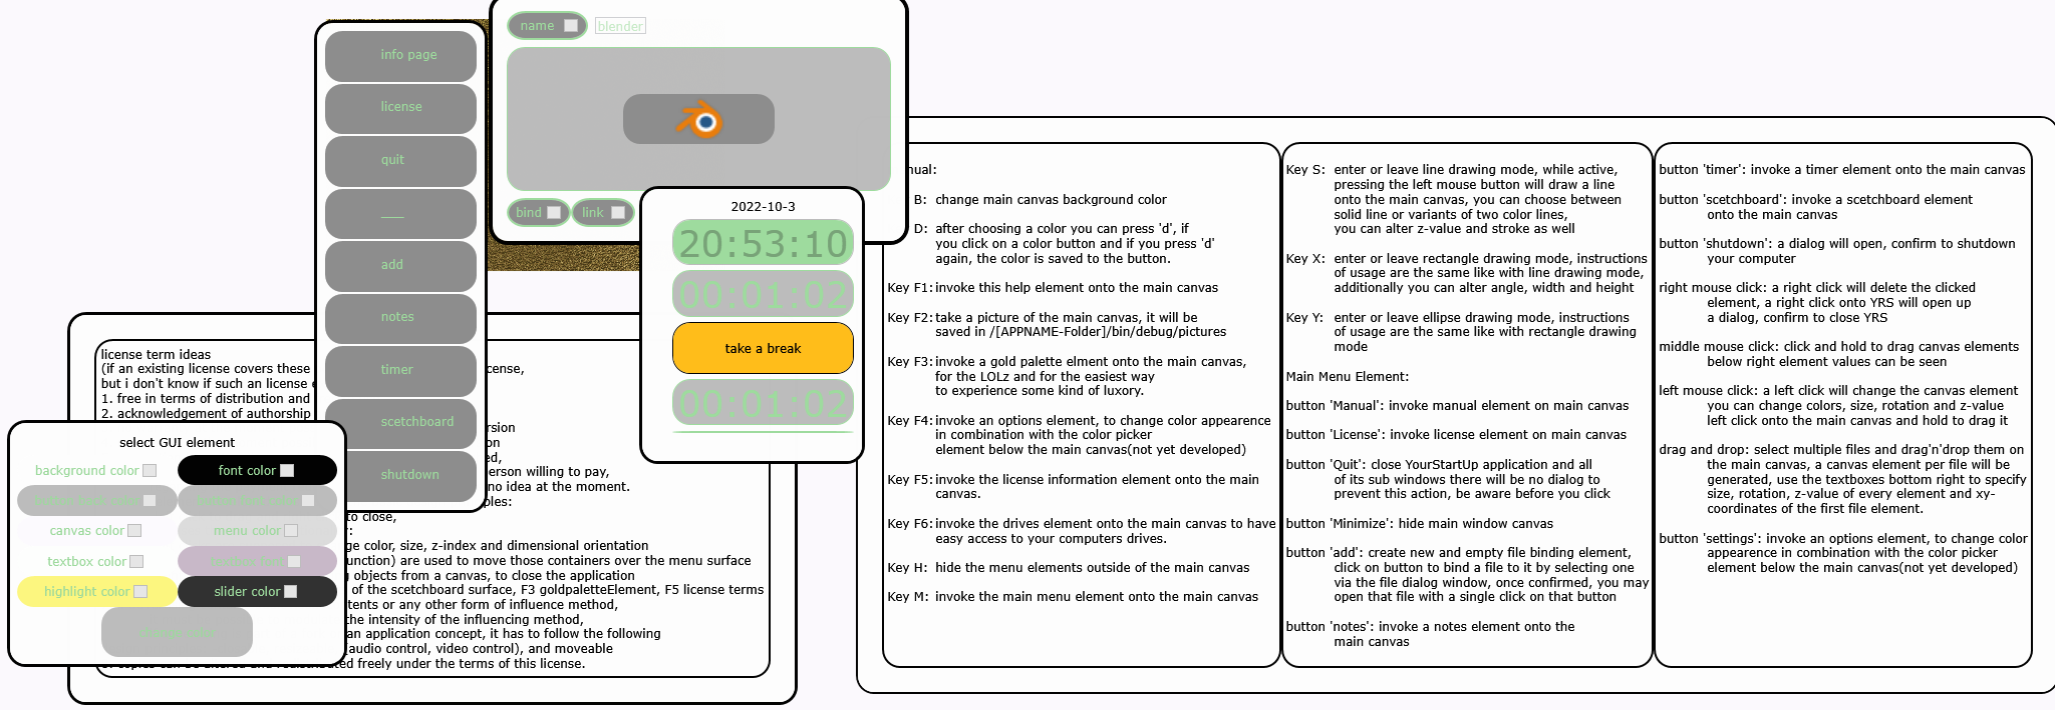 info page
license
quit
___
add
notes
timer
scetchboard
shutdown
name
blender
bind
link
2022-10-3
20:53:10
00:01:02
take a break
00:01:02
license term ideas
(if an existing license covers these
cense,
but i don't know if such an license
1. free in terms of distribution and
2. acknowledgement of authorship
rsion
on
ed,
erson willing to pay,
no idea at the moment.
ples:
to close,
r:
ge color, size, z-index and dimensional orientation
unction) are used to move those containers over the menu surface
objects from a canvas, to close the application
of the scetchboard surface, F3 goldpaletteElement, F5 license terms
tents or any other form of influence method,
the intensity of the influencing method,
an application concept, it has to follow the following
(audio control, video control), and moveable
copies can be altered and redistributed freely under the terms of this license.
select GUI element
background color
font color
canvas color
menu color
textbox color
highlight color
slider color
nual:
B: change main canvas background color
D: after choosing a color you can press 'd', if
you click on a color button and if you press 'd'
again, the color is saved to the button.
Key F1: invoke this help element onto the main canvas
Key F2: take a picture of the main canvas, it will be
saved in /[APPNAME-Folder]/bin/debug/pictures
Key F3: invoke a gold palette elment onto the main canvas,
for the LOLz and for the easiest way
to experience some kind of luxory.
Key F4: invoke an options element, to change color appearence
in combination with the color picker
element below the main canvas(not yet developed)
Key F5: invoke the license information element onto the main
canvas.
Key F6: invoke the drives element onto the main canvas to have
easy access to your computers drives.
Key H: hide the menu elements outside of the main canvas
Key M: invoke the main menu element onto the main canvas
Key S: enter or leave line drawing mode, while active,
pressing the left mouse button will draw a line
onto the main canvas, you can choose between
solid line or variants of two color lines,
you can alter z-value and stroke as well
Key X: enter or leave rectangle drawing mode, instructions
of usage are the same like with line drawing mode,
additionally you can alter angle, width and height
Key Y: enter or leave ellipse drawing mode, instructions
of usage are the same like with rectangle drawing
mode
Main Menu Element:
button 'Manual': invoke manual element on main canvas
button 'License': invoke license element on main canvas
button 'Quit': close YourStartUp application and all
of its sub windows there will be no dialog to
prevent this action, be aware before you click
button 'Minimize': hide main window canvas
button 'add': create new and empty file binding element,
click on button to bind a file to it by selecting one
via the file dialog window, once confirmed, you may
open that file with a single click on that button
button 'notes': invoke a notes element onto the
main canvas
button 'timer': invoke a timer element onto the main canvas
button 'scetchboard': invoke a scetchboard element
onto the main canvas
button 'shutdown': a dialog will open, confirm to shutdown
your computer
right mouse click: a right click will delete the clicked
element, a right click onto YRS will open up
a dialog, confirm to close YRS
middle mouse click: click and hold to drag canvas elements
below right element values can be seen
left mouse click: a left click will change the canvas element
you can change colors, size, rotation and z-value
left click onto the main canvas and hold to drag it
drag and drop: select multiple files and drag'n'drop them on
the main canvas, a canvas element per file will be
generated, use the textboxes bottom right to specify
size, rotation, z-value of every element and xy-
coordinates of the first file element.
button 'settings': invoke an options element, to change color
appearence in combination with the color picker
element below the main canvas(not yet developed)